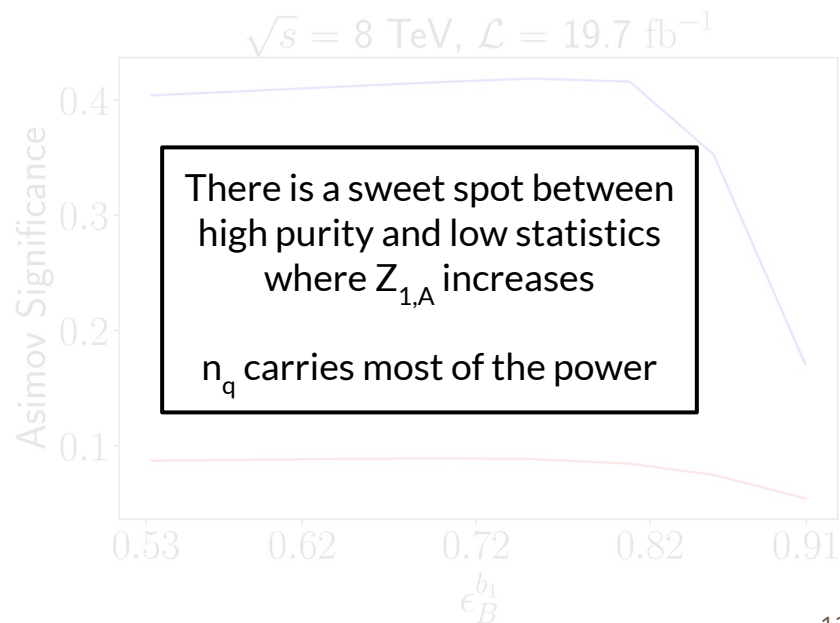 √s = 8 TeV, ℒ = 19.7 fb⁻¹
Asimov Significance
0.4
0.3
0.2
0.1
There is a sweet spot between
high purity and low statistics
where Z₁,A increases
n_q carries most of the power
0.53 0.62 0.72 0.82 0.91
ϵ_B^{b₁}